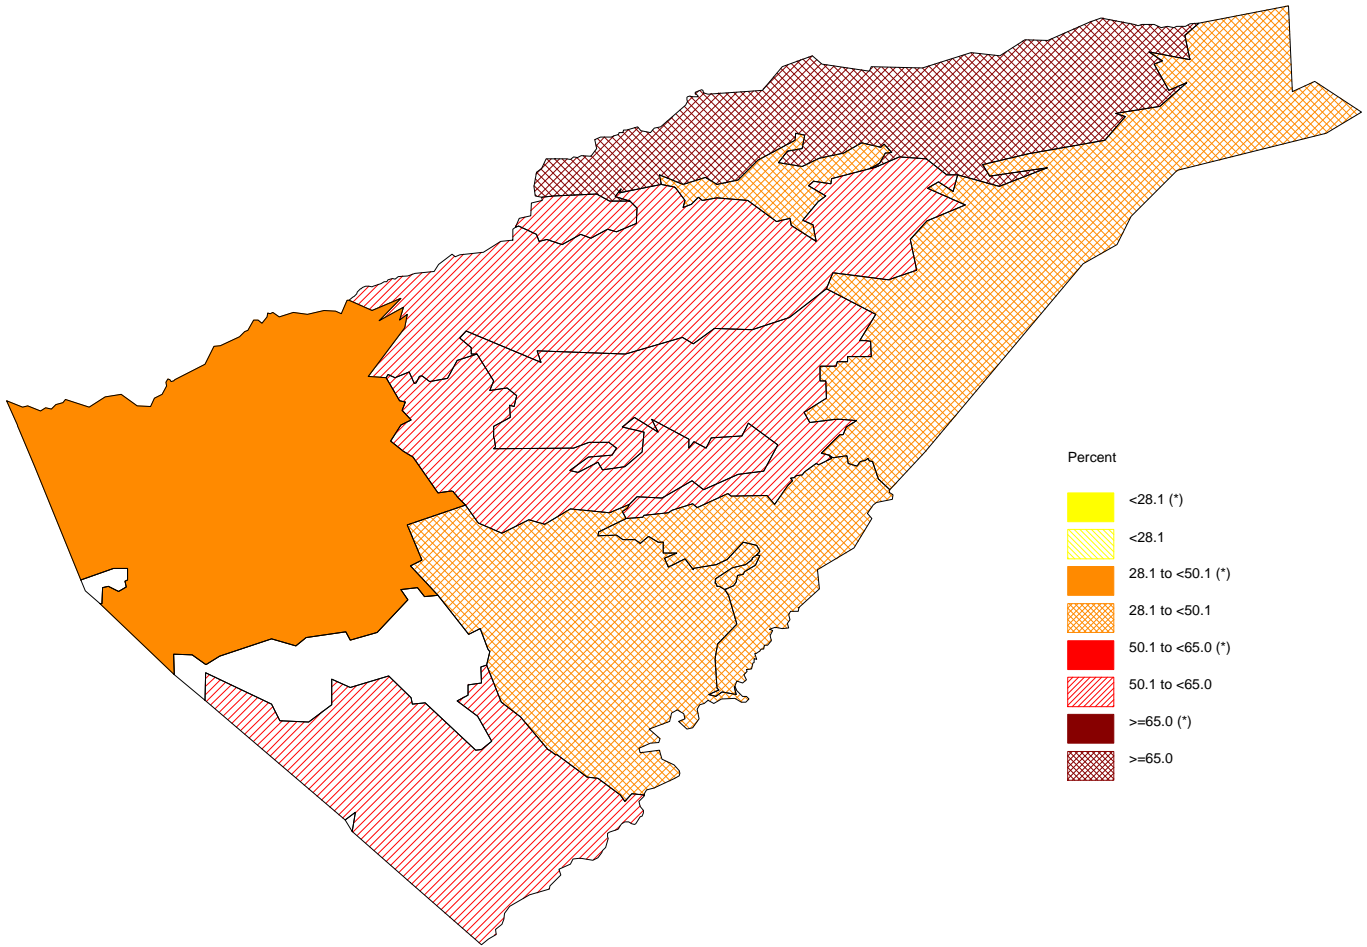 Percent
<28.1 (*)
<28.1
28.1 to <50.1 (*)
28.1 to <50.1
50.1 to <65.0 (*)
50.1 to <65.0
>=65.0 (*)
>=65.0